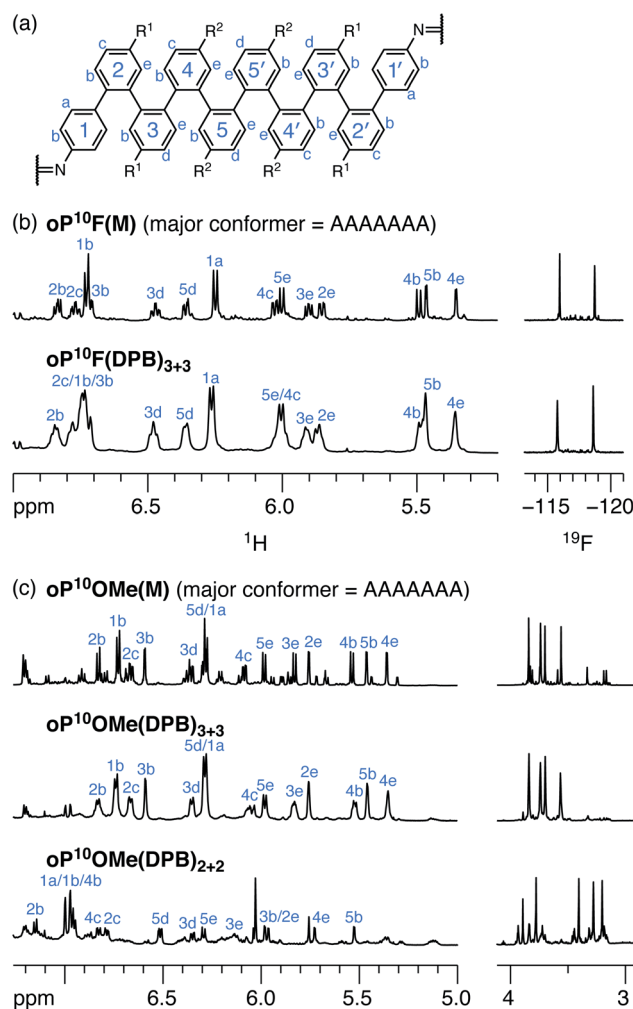 (a)
R1 R2 R1
c c d d N
b 2 e b 4 e e 5′ b e 3′ b 1′ b
a a
1 3 5 4′ 2′
b b e b e e b e b
N d d c c
R1 R2 R2 R1
(b) oP10F(M) (major conformer = AAAAAAA)
1b
2b 2c 3b 3d 5d 1a 4c 5e 3e 2e 4b 5b 4e
oP10F(DPB)3+3
2c/1b/3b
2b 3d 5d 1a 5e/4c 3e 2e 4b 5b 4e
ppm 6.5 6.0 5.5 −115 −120
1H 19F
(c) oP10OMe(M) (major conformer = AAAAAAA)
5d/1a
2b 1b 2c 3b 3d 4c 5e 3e 2e 4b 5b 4e
oP10OMe(DPB)3+3
5d/1a
2b 1b 2c 3b 3d 4c 5e 3e 2e 4b 5b 4e
oP10OMe(DPB)2+2
1a/1b/4b
2b 4c 2c 5d 3d 5e 3e 3b/2e 4e 5b
ppm 6.5 6.0 5.5 5.0 4 3